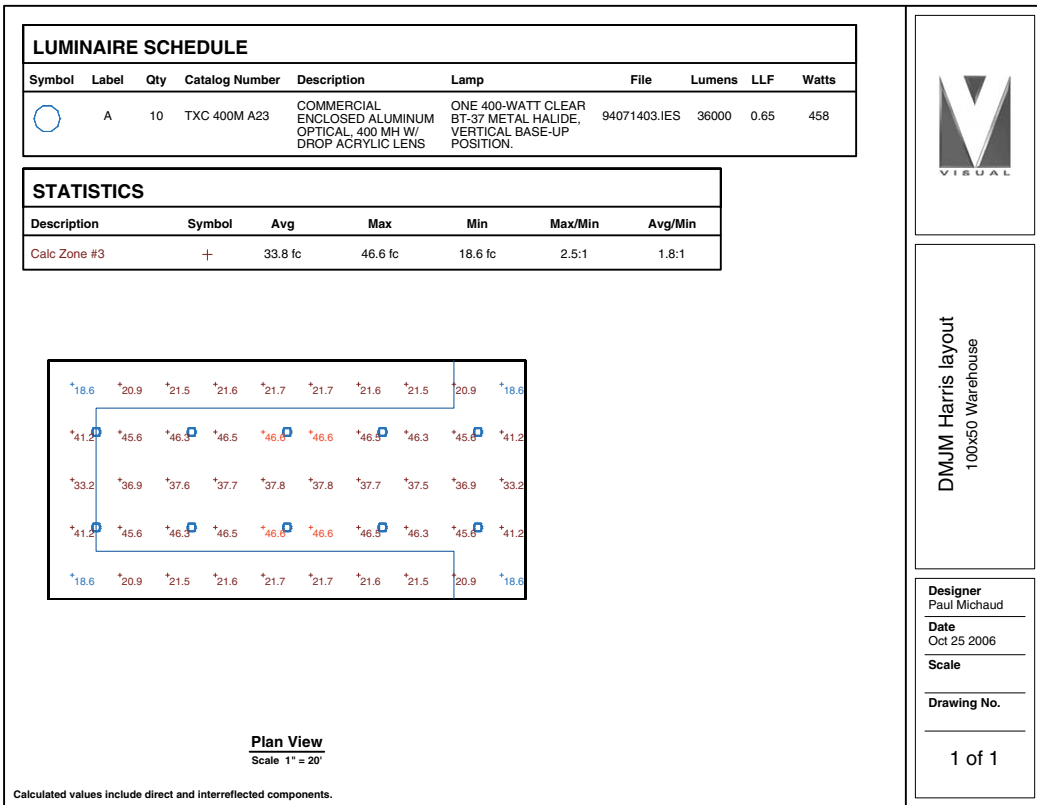 LUMINAIRE SCHEDULE
Symbol Label Qty Catalog Number Description Lamp File Lumens LLF Watts
A 10 TXC 400M A23 COMMERCIAL ENCLOSED ALUMINUM OPTICAL, 400 MH W/ DROP ACRYLIC LENS ONE 400-WATT CLEAR BT-37 METAL HALIDE, VERTICAL BASE-UP POSITION. 94071403.IES 36000 0.65 458
STATISTICS
Description Symbol Avg Max Min Max/Min Avg/Min
Calc Zone #3 + 33.8 fc 46.6 fc 18.6 fc 2.5:1 1.8:1
+18.6 +20.9 +21.5 +21.6 +21.7 +21.7 +21.6 +21.5 +20.9 +18.6
+41.2 +45.6 +46.3 +46.5 +46.6 +46.6 +46.5 +46.3 +45.6 +41.2
+33.2 +36.9 +37.6 +37.7 +37.8 +37.8 +37.7 +37.5 +36.9 +33.2
+41.2 +45.6 +46.3 +46.5 +46.6 +46.6 +46.5 +46.3 +45.6 +41.2
+18.6 +20.9 +21.5 +21.6 +21.7 +21.7 +21.6 +21.5 +20.9 +18.6
Plan View
Scale 1" = 20'
Calculated values include direct and interreflected components.
VISUAL
DMJM Harris layout
100x50 Warehouse
Designer
Paul Michaud
Date
Oct 25 2006
Scale
Drawing No.
1 of 1